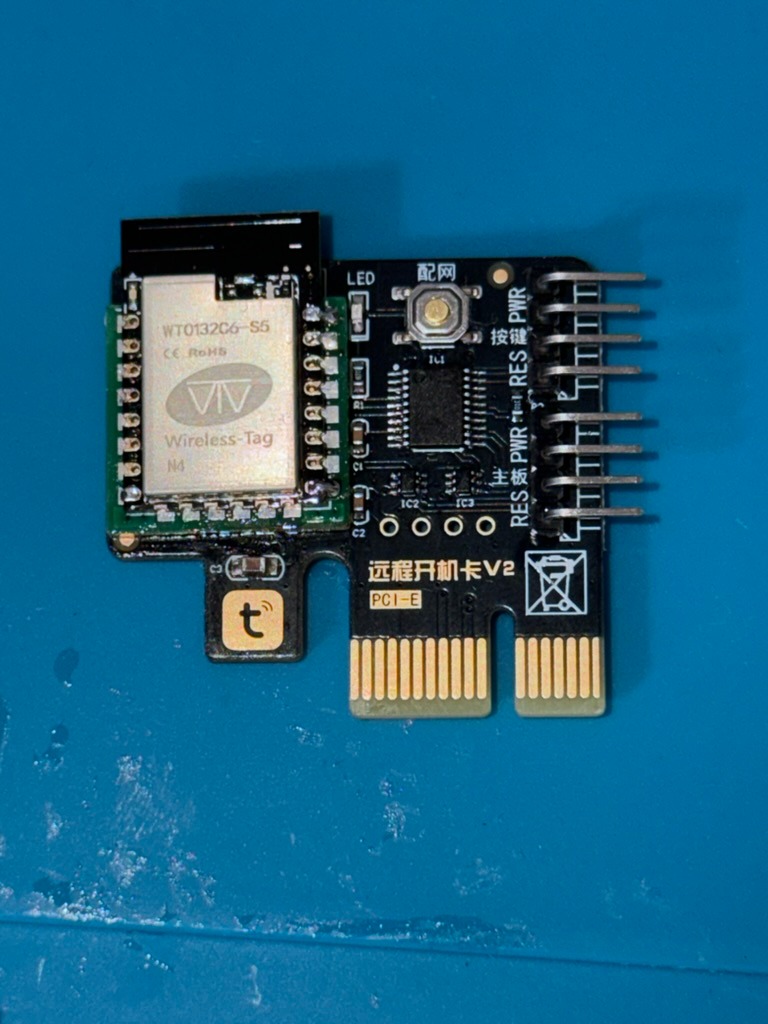 WT0132C6-S5
CE RoHS
Wireless-Tag
N4
LED
配网
IC1
PWR
按键
RES
PWR
主板
RES
IC2
IC3
C2
C3
远程开机卡V2
PCI-E
t